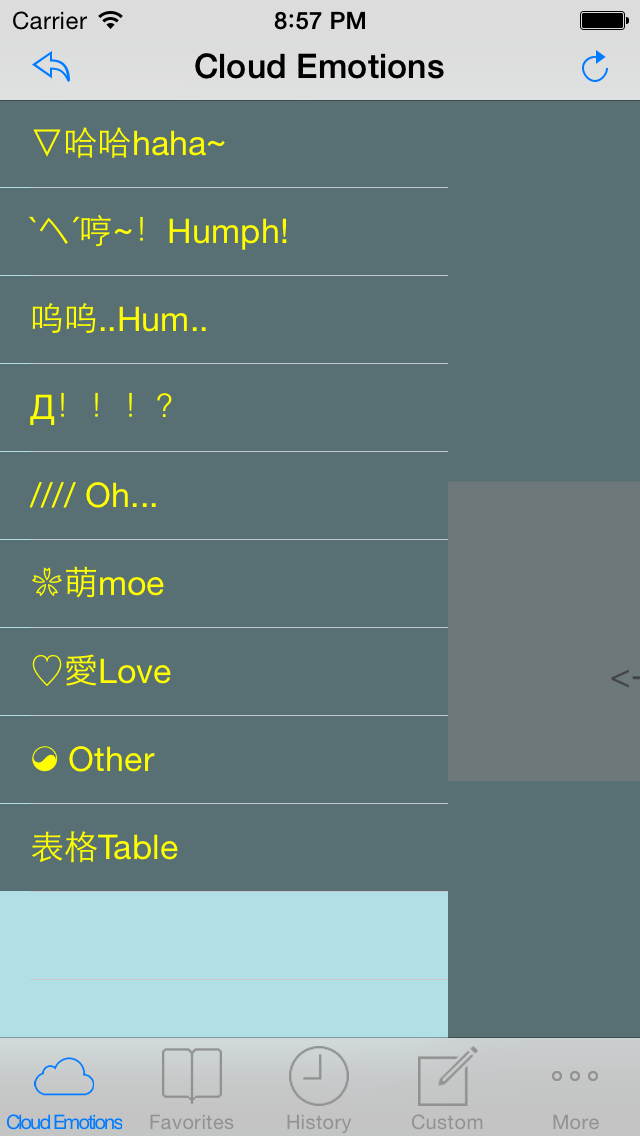 Carrier 8:57 PM
Cloud Emotions
▽哈哈haha~
`ヘ´哼~！Humph!
呜呜..Hum..
Д！！！？
//// Oh...
❀萌moe
♡愛Love
☯ Other
表格Table
<-
Cloud Emotions Favorites History Custom More